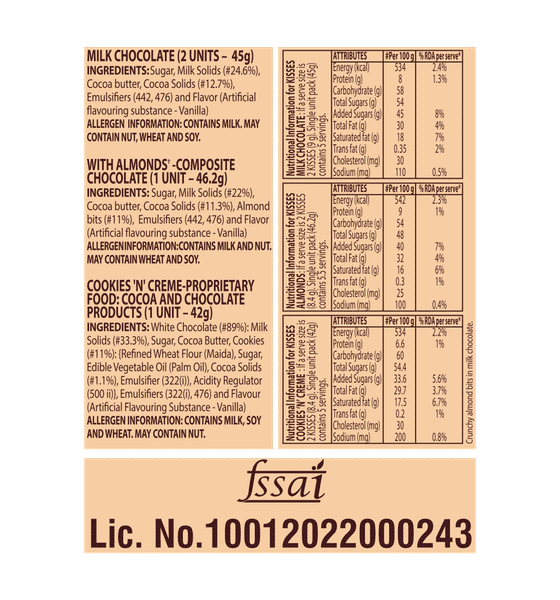 MILK CHOCOLATE (2 UNITS – 45g)
INGREDIENTS: Sugar, Milk Solids (#24.6%),
Cocoa butter, Cocoa Solids (#12.7%),
Emulsifiers (442, 476) and Flavor (Artificial
flavouring substance - Vanilla)
ALLERGEN INFORMATION: CONTAINS MILK. MAY
CONTAIN NUT, WHEAT AND SOY.
WITH ALMONDS† -COMPOSITE
CHOCOLATE (1 UNIT – 46.2g)
INGREDIENTS: Sugar, Milk Solids (#22%),
Cocoa butter, Cocoa Solids (#11.3%), Almond
bits (#11%), Emulsifiers (442, 476) and Flavor
(Artificial flavouring substance - Vanilla)
ALLERGEN INFORMATION: CONTAINS MILK AND NUT.
MAY CONTAIN WHEAT AND SOY.
COOKIES 'N' CREME-PROPRIETARY
FOOD: COCOA AND CHOCOLATE
PRODUCTS (1 UNIT – 42g)
INGREDIENTS: White Chocolate (#89%): Milk
Solids (#33.3%), Sugar, Cocoa Butter, Cookies
(#11%): (Refined Wheat Flour (Maida), Sugar,
Edible Vegetable Oil (Palm Oil), Cocoa Solids
(#1.1%), Emulsifier (322(i)), Acidity Regulator
(500 ii)), Emulsifiers (322(i), 476) and Flavour
(Artificial Flavouring Substance - Vanilla)
ALLERGEN INFORMATION: CONTAINS MILK, SOY
AND WHEAT. MAY CONTAIN NUT.
Nutritional Information for KISSES
MILK CHOCOLATE : If a serve size is
2 KISSES (9 g). Single unit pack (45g)
contains 5 servings.
ATTRIBUTES #Per 100 g % RDA per serve
Energy (kcal) 534 2.4%
Protein (g) 8 1.3%
Carbohydrate (g) 58
Total Sugars (g) 54
Added Sugars (g) 45 8%
Total Fat (g) 30 4%
Saturated fat (g) 18 7%
Trans fat (g) 0.35 2%
Cholesterol (mg) 30
Sodium (mg) 110 0.5%
Nutritional Information for KISSES
ALMONDS: If a serve size is 2 KISSES
(8.4 g). Single unit pack (46.2g)
contains 5.5 servings.
ATTRIBUTES #Per 100 g % RDA per serve
Energy (kcal) 542 2.3%
Protein (g) 9 1%
Carbohydrate (g) 54
Total Sugars (g) 48
Added Sugars (g) 40 7%
Total Fat (g) 32 4%
Saturated fat (g) 16 6%
Trans fat (g) 0.3 1%
Cholesterol (mg) 25
Sodium (mg) 100 0.4%
Nutritional Information for KISSES
COOKIES 'N' CREME : If a serve size is
2 KISSES (8.4 g). Single unit pack (42g)
contains 5 servings.
ATTRIBUTES #Per 100 g % RDA per serve
Energy (kcal) 534 2.2%
Protein (g) 6.6 1%
Carbohydrate (g) 60
Total Sugars (g) 54.4
Added Sugars (g) 33.6 5.6%
Total Fat (g) 29.7 3.7%
Saturated fat (g) 17.5 6.7%
Trans fat (g) 0.2 1%
Cholesterol (mg) 30
Sodium (mg) 200 0.8%
Crunchy almond bits in milk chocolate.
fssai
Lic. No.10012022000243